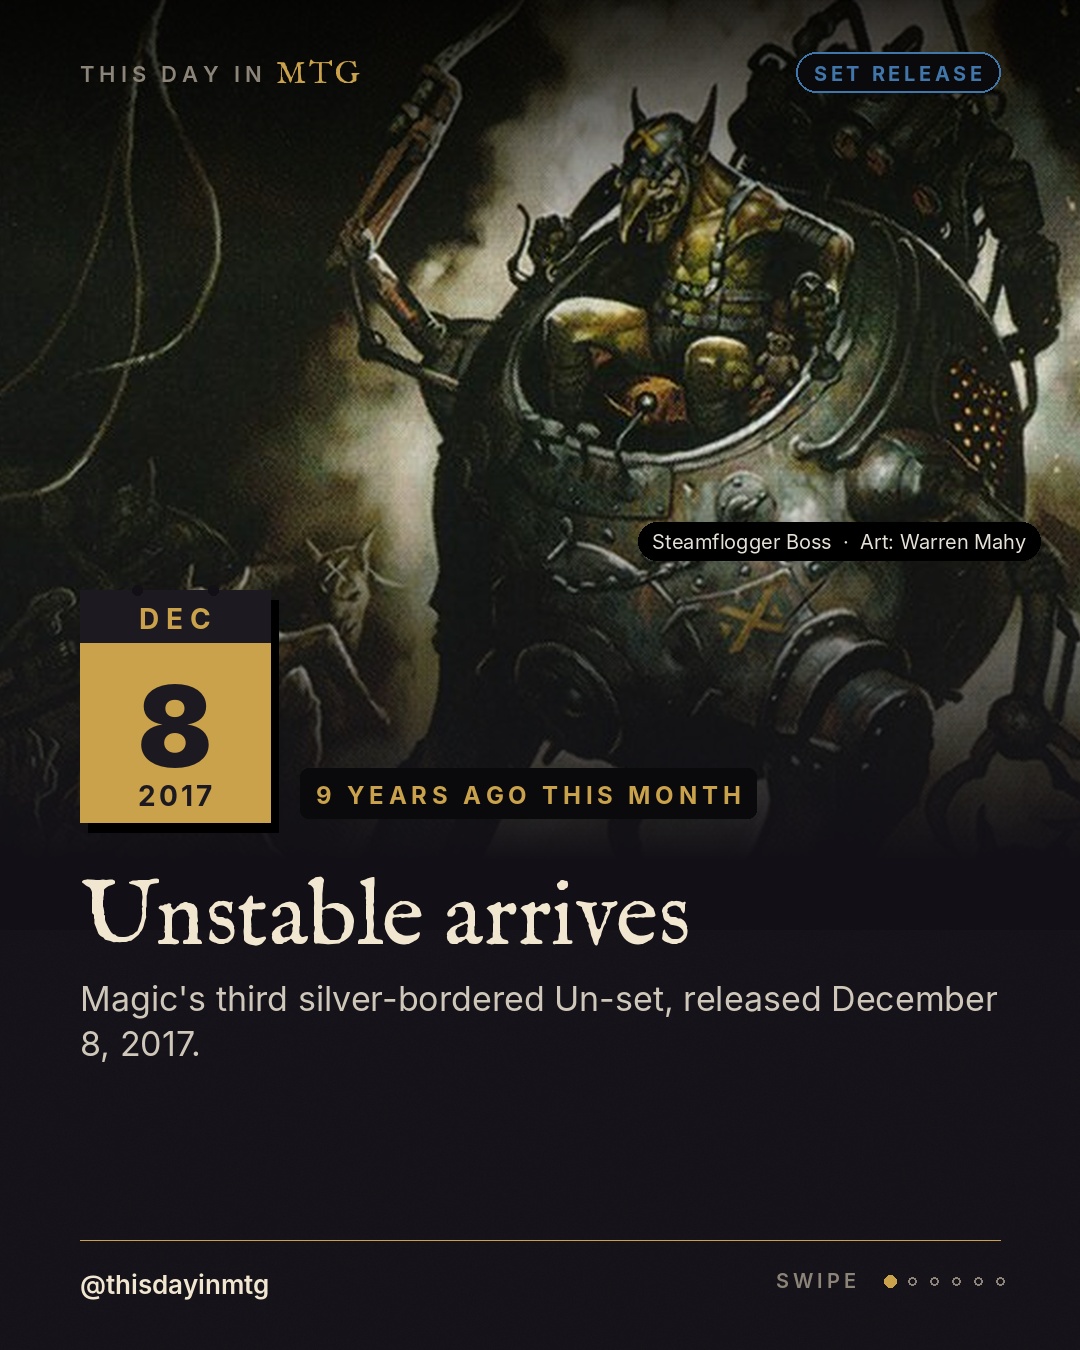 THIS DAY IN MTG
SET RELEASE
Steamflogger Boss · Art: Warren Mahy
DEC
8
2017
9 YEARS AGO THIS MONTH
Unstable arrives
Magic's third silver-bordered Un-set, released December
8, 2017.
@thisdayinmtg
SWIPE